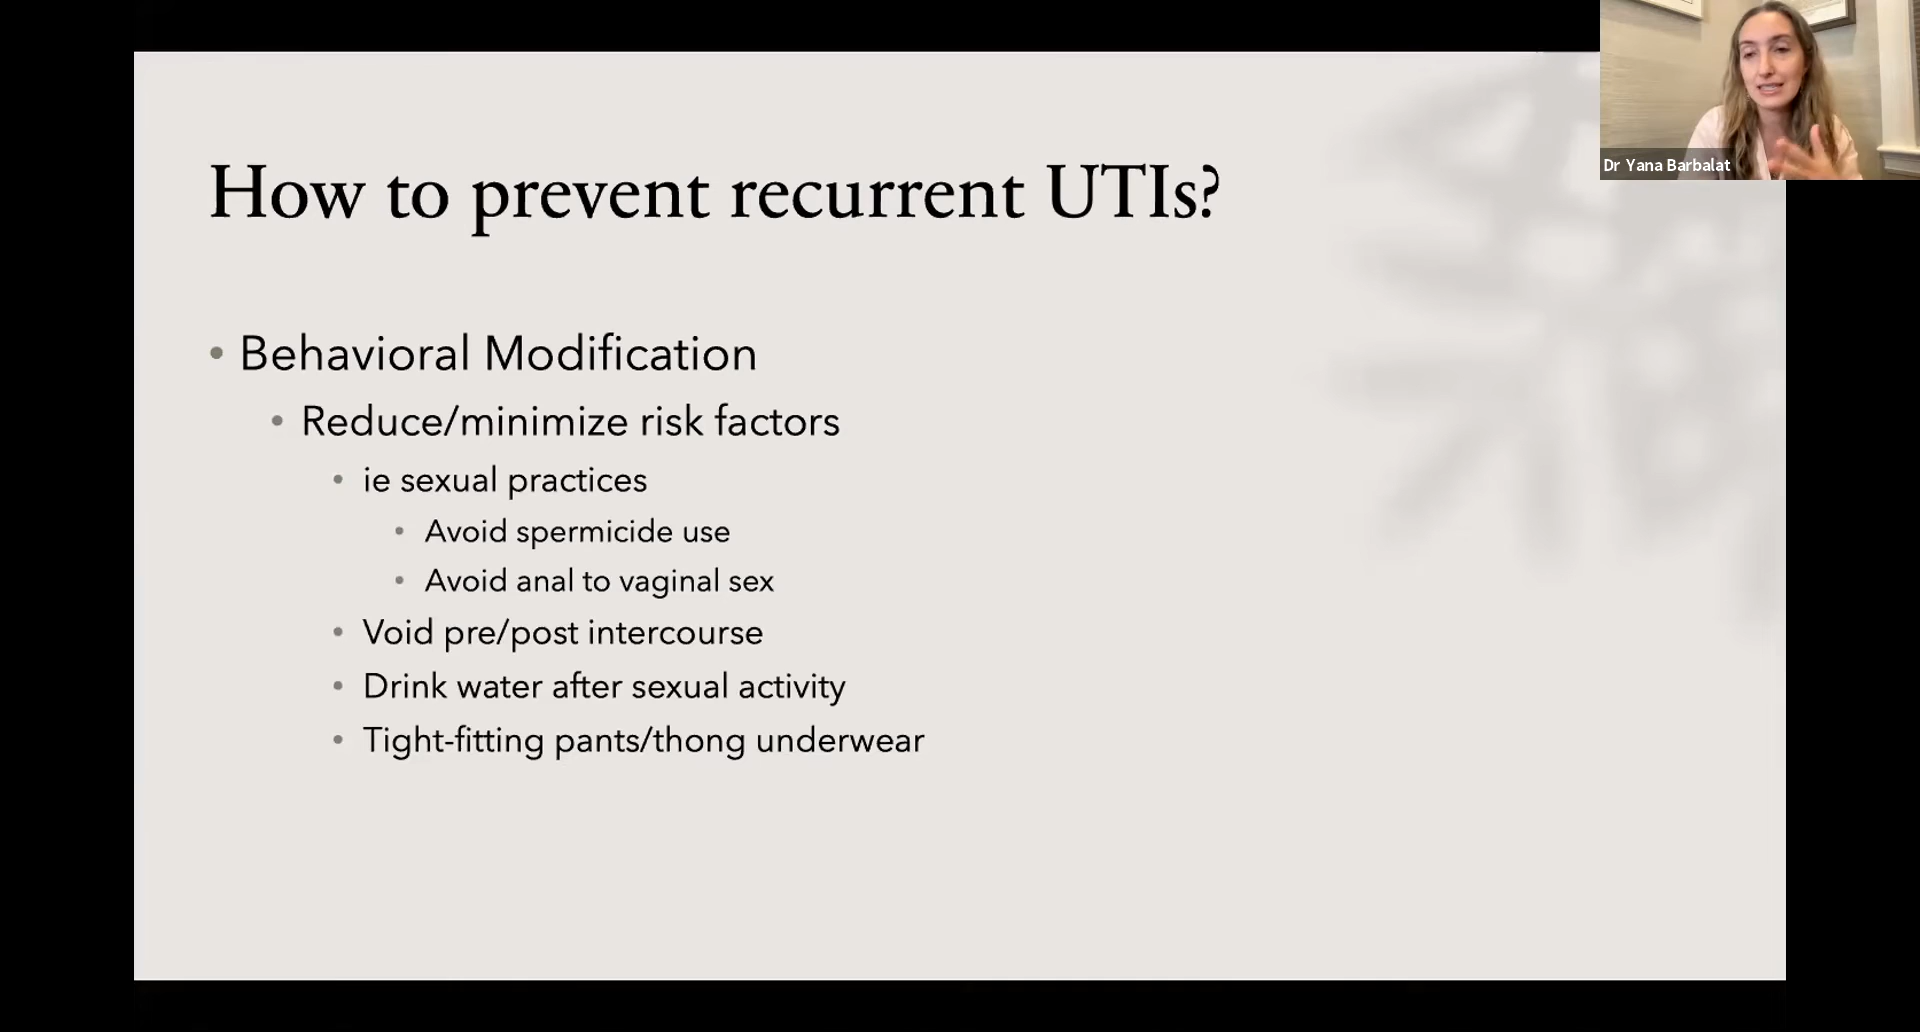 How to prevent recurrent UTIs?
• Behavioral Modification
• Reduce/minimize risk factors
• ie sexual practices
• Avoid spermicide use
• Avoid anal to vaginal sex
• Void pre/post intercourse
• Drink water after sexual activity
• Tight-fitting pants/thong underwear
Dr Yana Barbalat